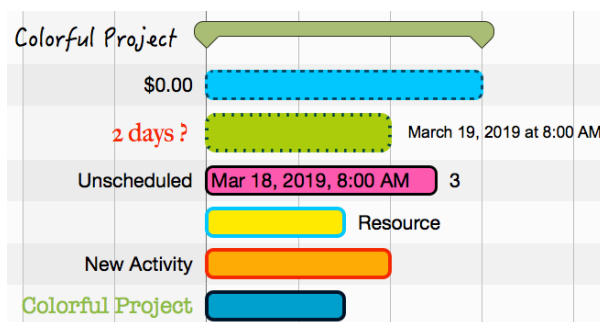 Colorful Project
$0.00
2 days ? March 19, 2019 at 8:00 AM
Unscheduled Mar 18, 2019, 8:00 AM 3
Resource
New Activity
Colorful Project